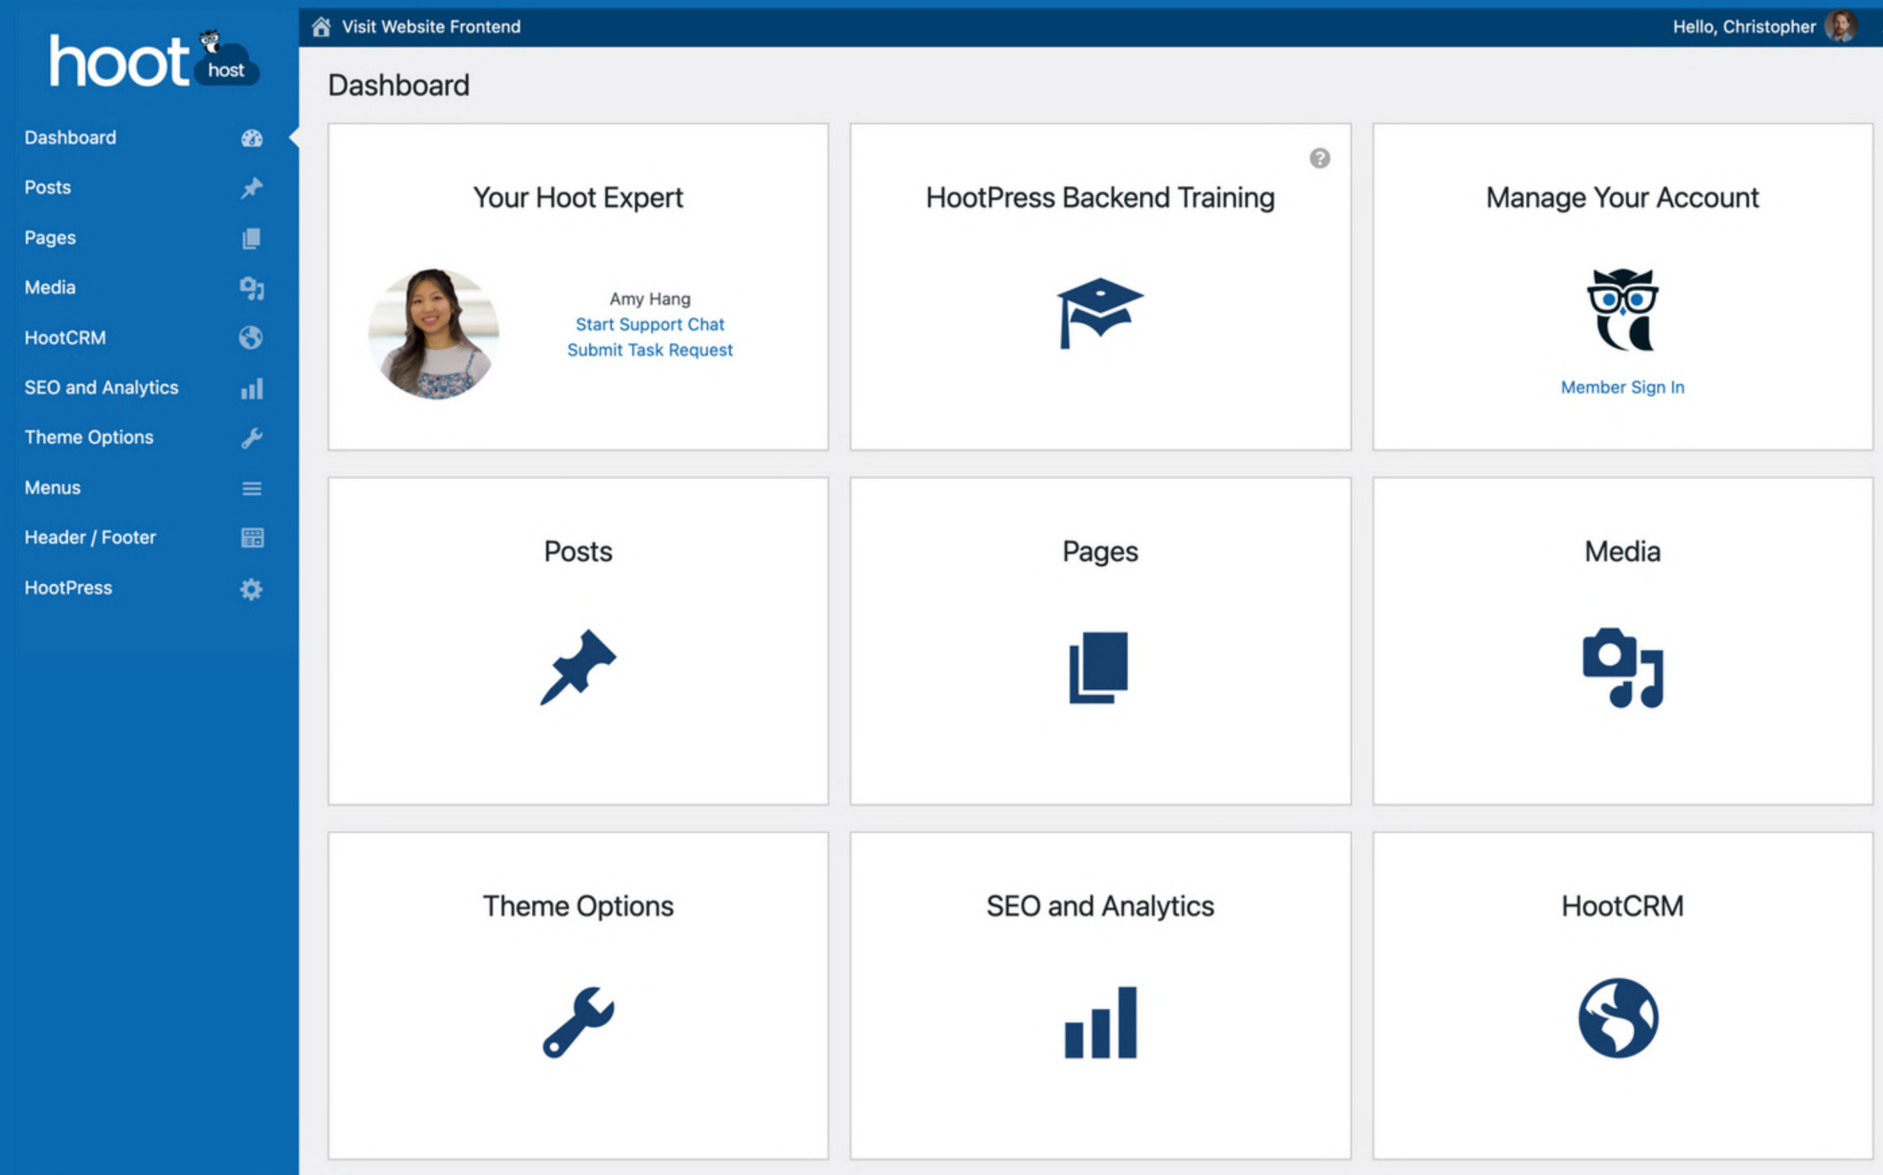 hoot host
Dashboard
Posts
Pages
Media
HootCRM
SEO and Analytics
Theme Options
Menus
Header / Footer
HootPress
Visit Website Frontend
Hello, Christopher
Dashboard
Your Hoot Expert
Amy Hang
Start Support Chat
Submit Task Request
?
HootPress Backend Training
Manage Your Account
Member Sign In
Posts
Pages
Media
Theme Options
SEO and Analytics
HootCRM